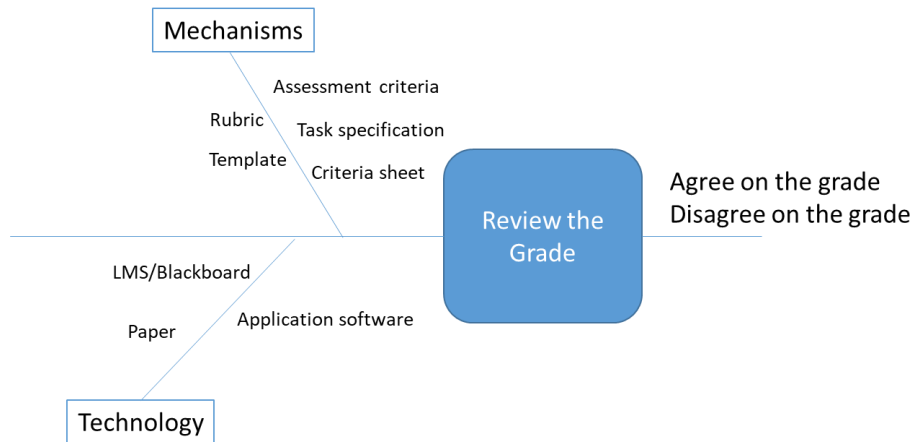 Mechanisms
Assessment criteria
Rubric
Task specification
Template
Criteria sheet
Review the
Grade
Agree on the grade
Disagree on the grade
LMS/Blackboard
Application software
Paper
Technology